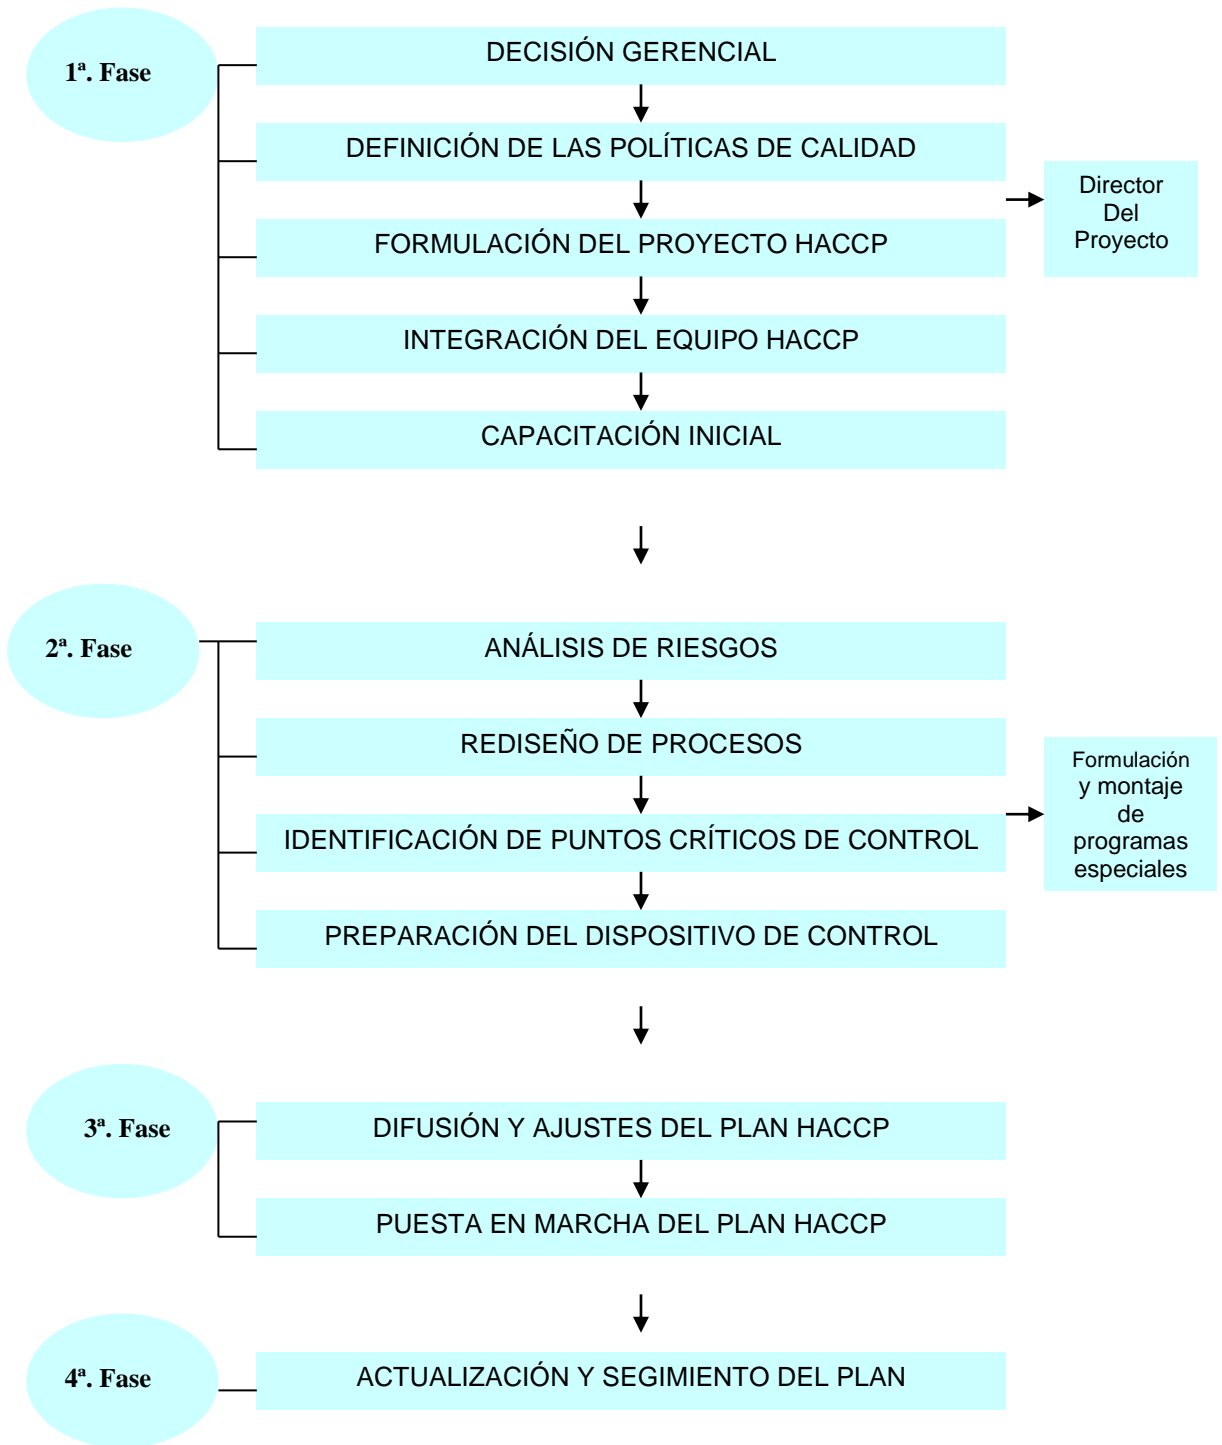 1ª. Fase
DECISIÓN GERENCIAL
DEFINICIÓN DE LAS POLÍTICAS DE CALIDAD
FORMULACIÓN DEL PROYECTO HACCP
Director
Del
Proyecto
INTEGRACIÓN DEL EQUIPO HACCP
CAPACITACIÓN INICIAL
2ª. Fase
ANÁLISIS DE RIESGOS
REDISEÑO DE PROCESOS
IDENTIFICACIÓN DE PUNTOS CRÍTICOS DE CONTROL
Formulación
y montaje
de
programas
especiales
PREPARACIÓN DEL DISPOSITIVO DE CONTROL
3ª. Fase
DIFUSIÓN Y AJUSTES DEL PLAN HACCP
PUESTA EN MARCHA DEL PLAN HACCP
4ª. Fase
ACTUALIZACIÓN Y SEGIMIENTO DEL PLAN